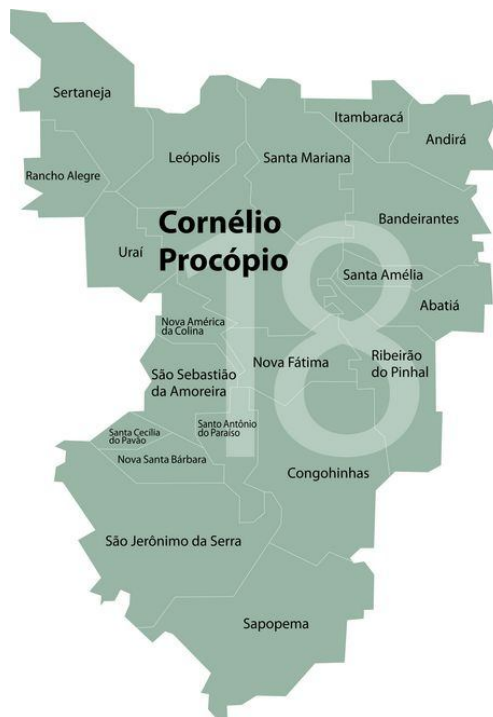 Sertaneja
Itambaracá
Andirá
Leópolis
Santa Mariana
Rancho Alegre
Cornélio
Procópio
Bandeirantes
Uraí
18
Santa Amélia
Abatiá
Nova América
da Colina
Nova Fátima
Ribeirão
do Pinhal
São Sebastião
da Amoreira
Santo Antônio
do Paraíso
Santa Cecília
do Pavão
Nova Santa Bárbara
Congohinhas
São Jerônimo da Serra
Sapopema